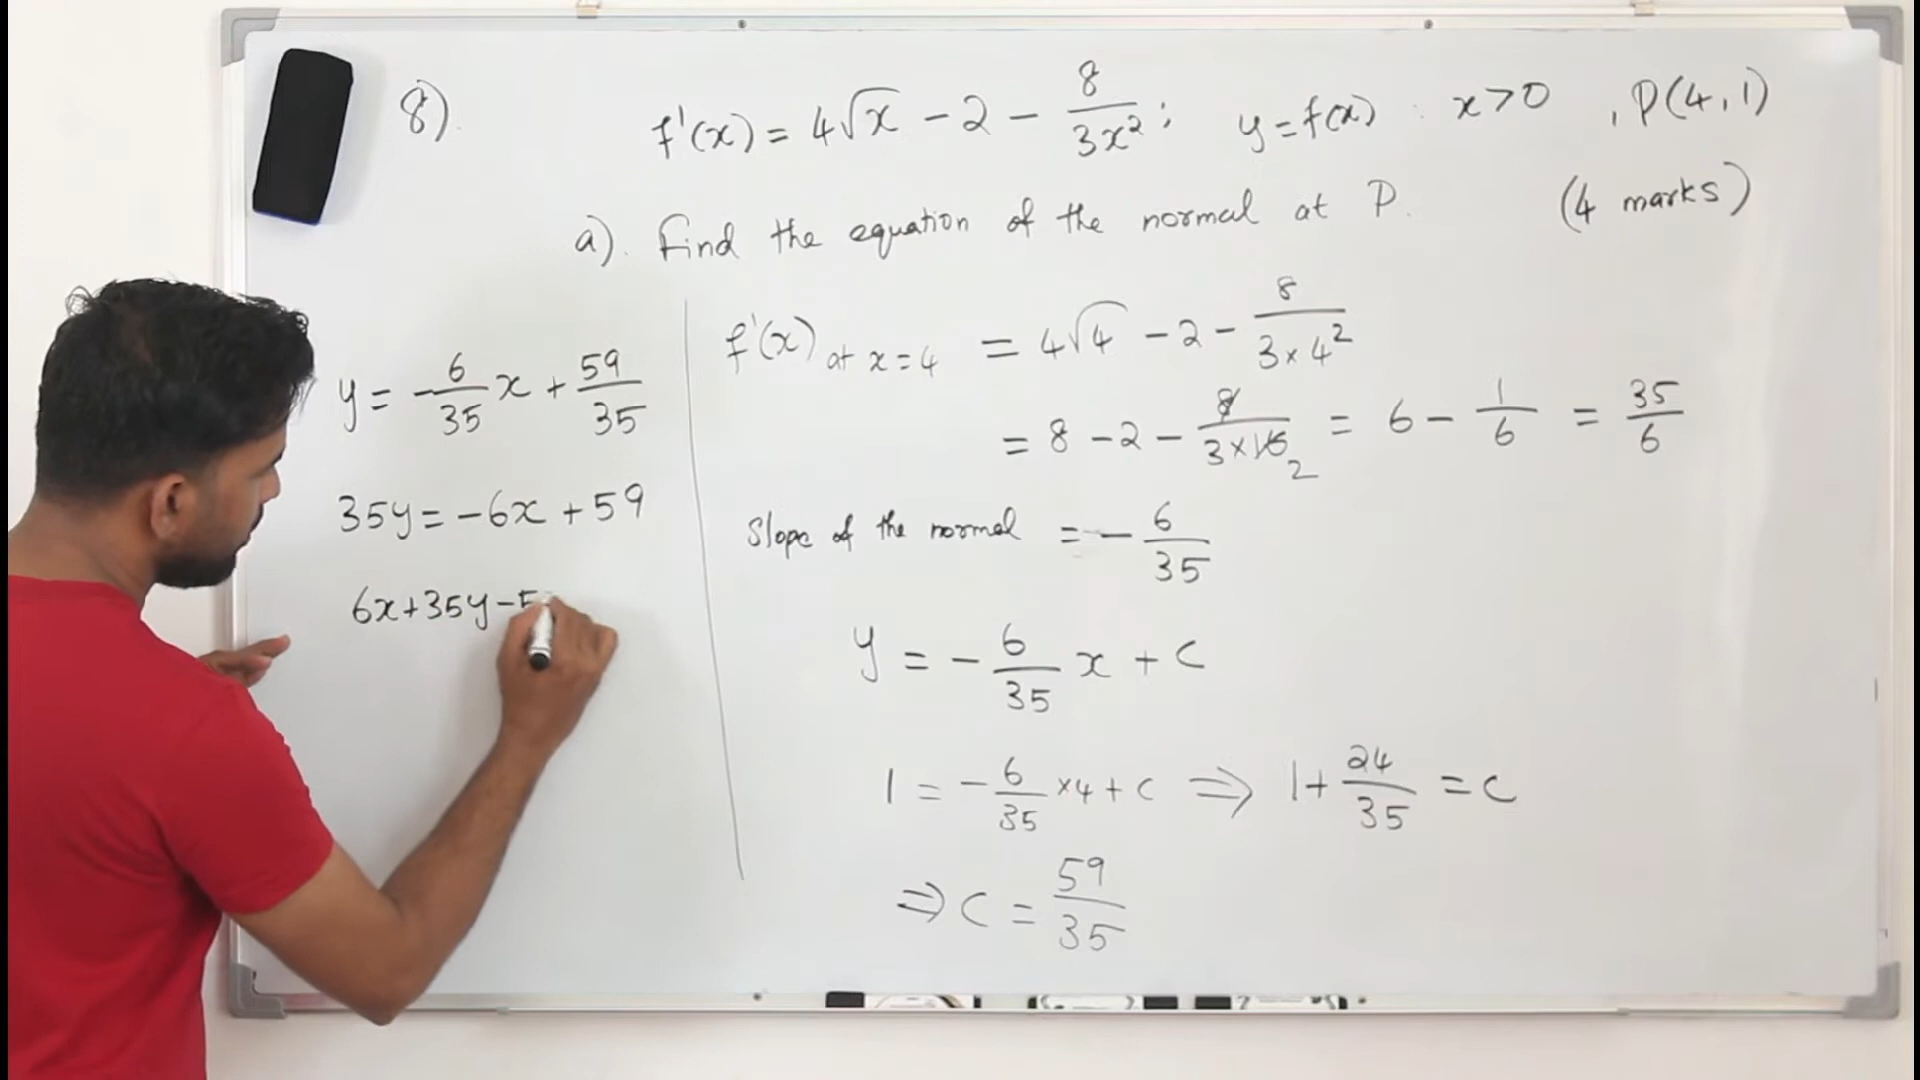 8). f'(x) = 4√x - 2 - 8/3x² ; y = f(x) : x > 0 , P(4, 1)
a). Find the equation of the normal at P. (4 marks)
f'(x) at x = 4 = 4√4 - 2 - 8/3 × 4²
= 8 - 2 - 8/3 × 16 2 = 6 - 1/6 = 35/6
Slope of the normal = - 6/35
y = - 6/35 x + c
1 = - 6/35 × 4 + c ⇒ 1 + 24/35 = c
⇒ c = 59/35
y = - 6/35 x + 59/35
35y = -6x + 59
6x + 35y - 5